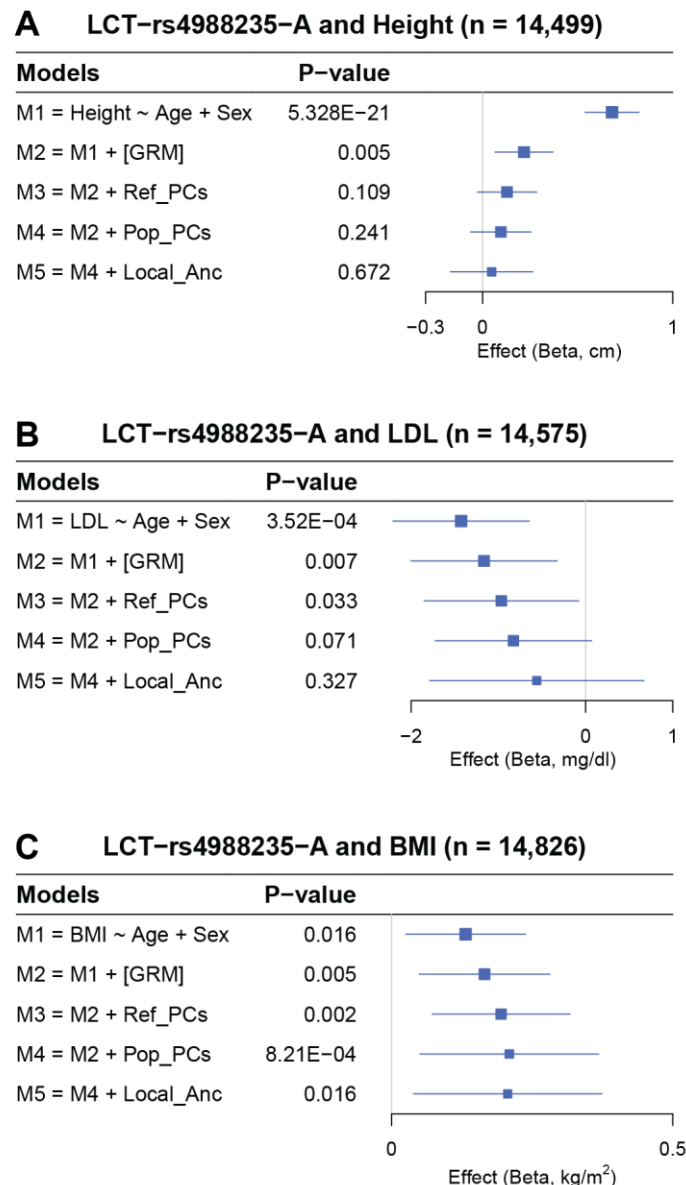 A LCT−rs4988235−A and Height (n = 14,499)
Models P−value
M1 = Height ~ Age + Sex 5.328E−21
M2 = M1 + [GRM] 0.005
M3 = M2 + Ref_PCs 0.109
M4 = M2 + Pop_PCs 0.241
M5 = M4 + Local_Anc 0.672
−0.3 0 1
Effect (Beta, cm)
B LCT−rs4988235−A and LDL (n = 14,575)
Models P−value
M1 = LDL ~ Age + Sex 3.52E−04
M2 = M1 + [GRM] 0.007
M3 = M2 + Ref_PCs 0.033
M4 = M2 + Pop_PCs 0.071
M5 = M4 + Local_Anc 0.327
−2 0 1
Effect (Beta, mg/dl)
C LCT−rs4988235−A and BMI (n = 14,826)
Models P−value
M1 = BMI ~ Age + Sex 0.016
M2 = M1 + [GRM] 0.005
M3 = M2 + Ref_PCs 0.002
M4 = M2 + Pop_PCs 8.21E−04
M5 = M4 + Local_Anc 0.016
0 0.5
Effect (Beta, kg/m²)